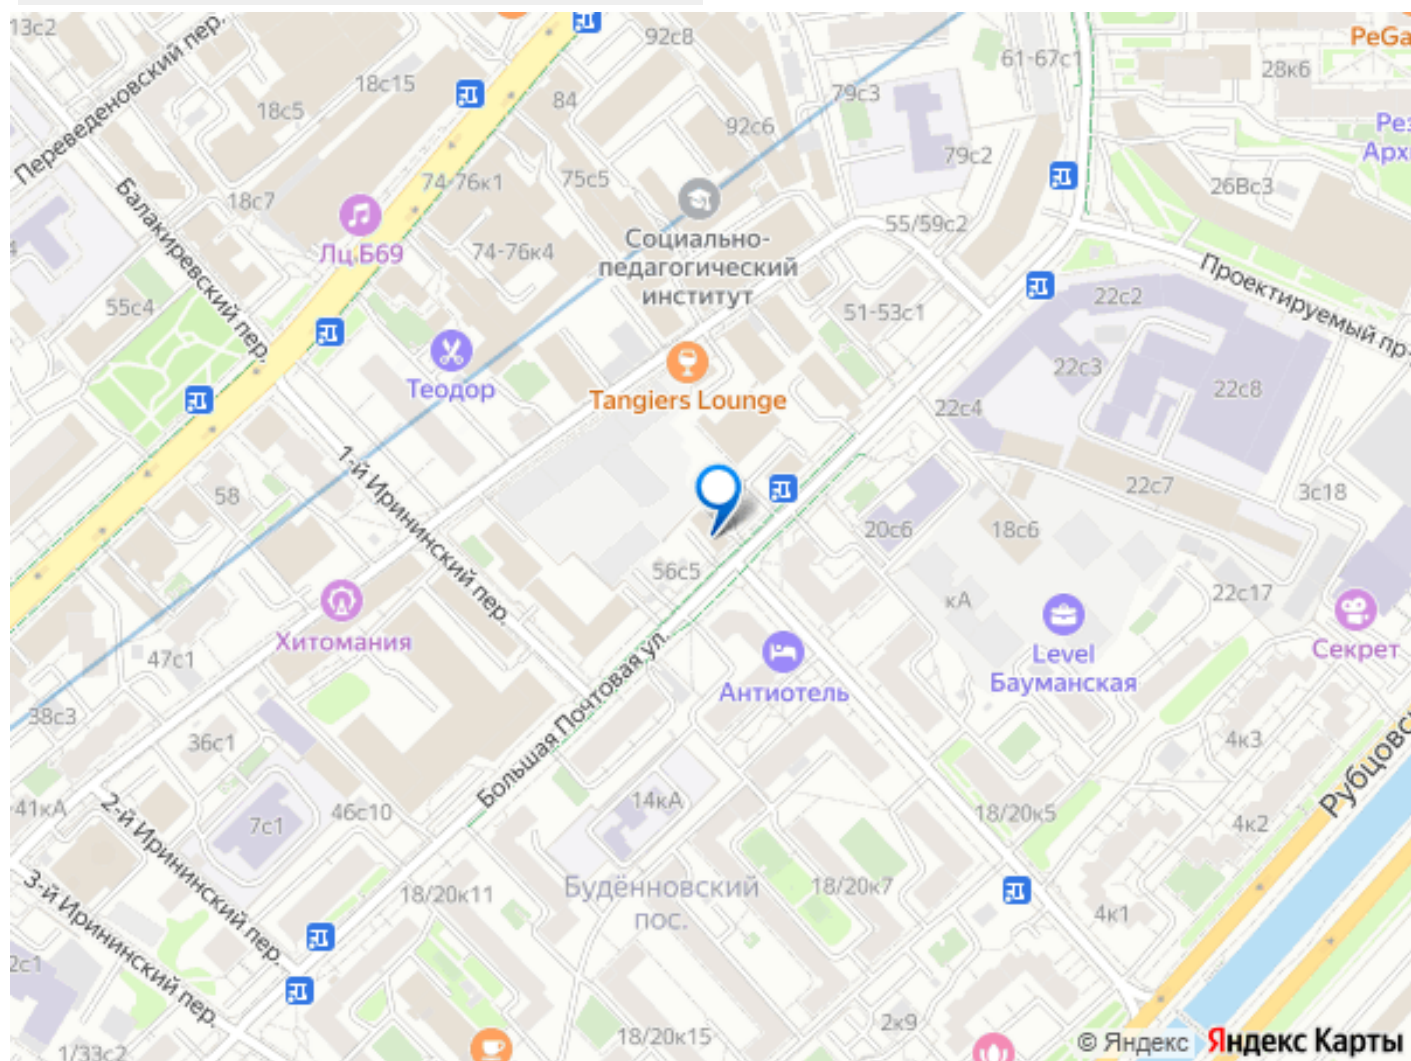 13с2
Переведеновский пер.
18с15
18с5
92с8
84
61-67с1
28к6
PeGa
79с3
92с6
79с2
Рез
Архи
26Вс3
Балакиревский пер.
18с7
74-76к1
75с5
Лц Б69
74-76к4
Социально-
педагогический
институт
55/59с2
Проектируемый пр-
55с4
51-53с1
22с2
22с3
22с8
Теодор
Tangiers Lounge
22с4
1-й Ирининский пер.
58
22с7
3с18
20с6
18с6
56с5
кА
22с17
Хитомания
Level
Бауманская
Секрет
47с1
Антиотель
Большая Почтовая ул.
38с3
36с1
4к3
Рубцовс
41кА
2-й Ирининский пер.
7с1
46с10
14кА
18/20к5
4к2
3-й Ирининский пер.
18/20к11
Будённовский
пос.
18/20к7
4к1
2с1
1/33с2
18/20к15
2к9
© Яндекс Яндекс Карты